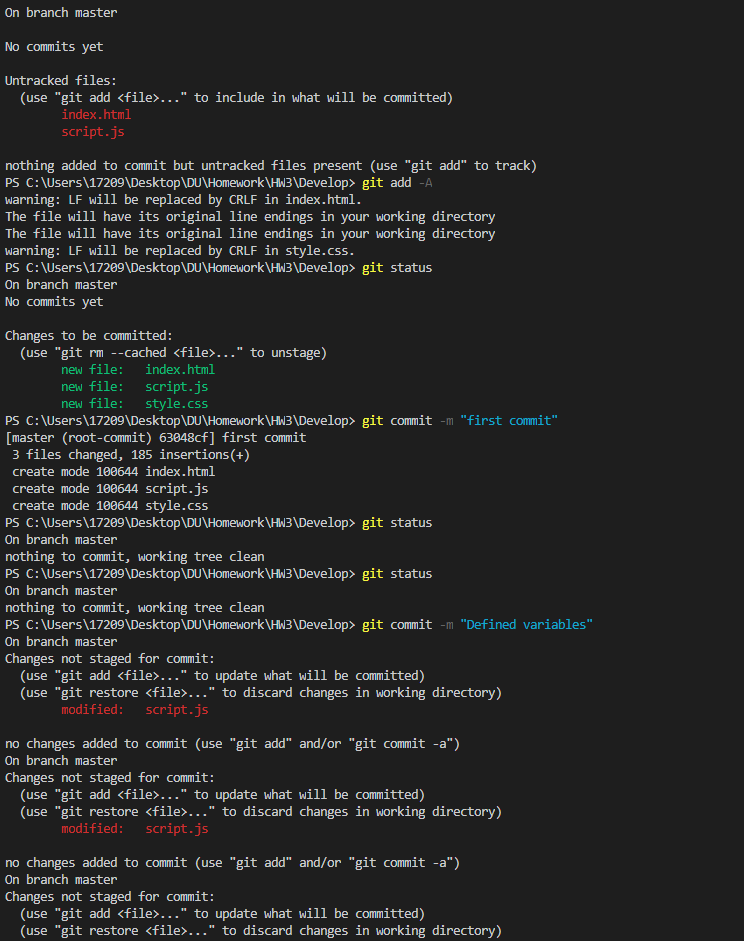 On branch master
No commits yet
Untracked files:
(use "git add <file>..." to include in what will be committed)
index.html
script.js
nothing added to commit but untracked files present (use "git add" to track)
PS C:\Users\17209\Desktop\DU\Homework\HW3\Develop> git add -A
warning: LF will be replaced by CRLF in index.html.
The file will have its original line endings in your working directory
The file will have its original line endings in your working directory
warning: LF will be replaced by CRLF in style.css.
PS C:\Users\17209\Desktop\DU\Homework\HW3\Develop> git status
On branch master
No commits yet
Changes to be committed:
(use "git rm --cached <file>..." to unstage)
new file:   index.html
new file:   script.js
new file:   style.css
PS C:\Users\17209\Desktop\DU\Homework\HW3\Develop> git commit -m "first commit"
[master (root-commit) 63048cf] first commit
3 files changed, 185 insertions(+)
create mode 100644 index.html
create mode 100644 script.js
create mode 100644 style.css
PS C:\Users\17209\Desktop\DU\Homework\HW3\Develop> git status
On branch master
nothing to commit, working tree clean
PS C:\Users\17209\Desktop\DU\Homework\HW3\Develop> git status
On branch master
nothing to commit, working tree clean
PS C:\Users\17209\Desktop\DU\Homework\HW3\Develop> git commit -m "Defined variables"
On branch master
Changes not staged for commit:
(use "git add <file>..." to update what will be committed)
(use "git restore <file>..." to discard changes in working directory)
modified:   script.js
no changes added to commit (use "git add" and/or "git commit -a")
On branch master
Changes not staged for commit:
(use "git add <file>..." to update what will be committed)
(use "git restore <file>..." to discard changes in working directory)
modified:   script.js
no changes added to commit (use "git add" and/or "git commit -a")
On branch master
Changes not staged for commit:
(use "git add <file>..." to update what will be committed)
(use "git restore <file>..." to discard changes in working directory)